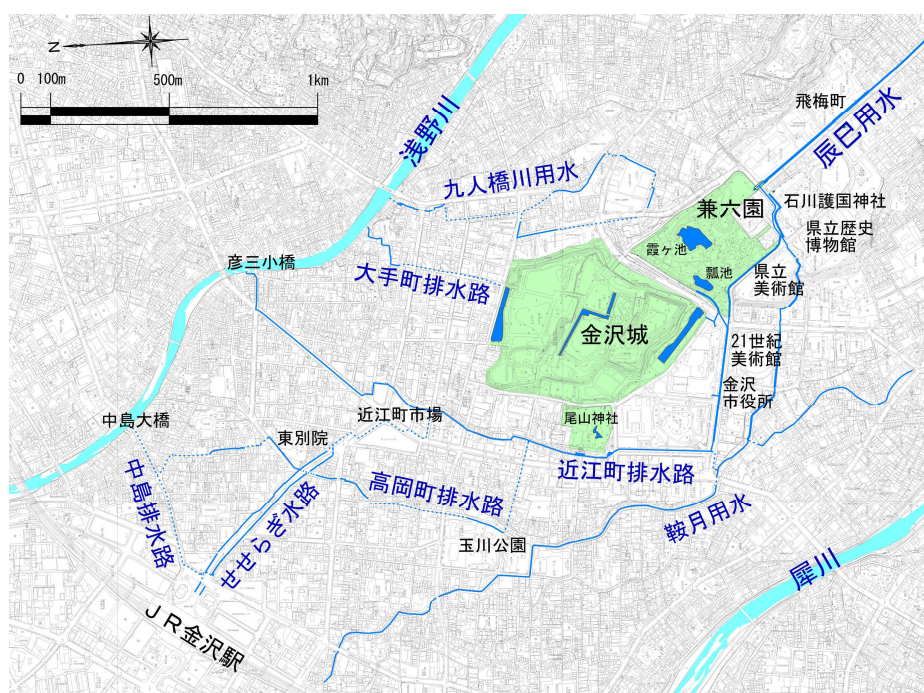 N
0 100m 500m 1km
飛梅町
辰巳用水
浅野川
九人橋川用水
兼六園
石川護国神社
県立歴史
博物館
霞ヶ池
彦三小橋
大手町排水路
瓢池
県立
美術館
金沢城
21世紀
美術館
金沢
市役所
中島大橋
近江町市場
尾山神社
東別院
中島排水路
せせらぎ水路
高岡町排水路
近江町排水路
鞍月用水
玉川公園
犀川
JR金沢駅